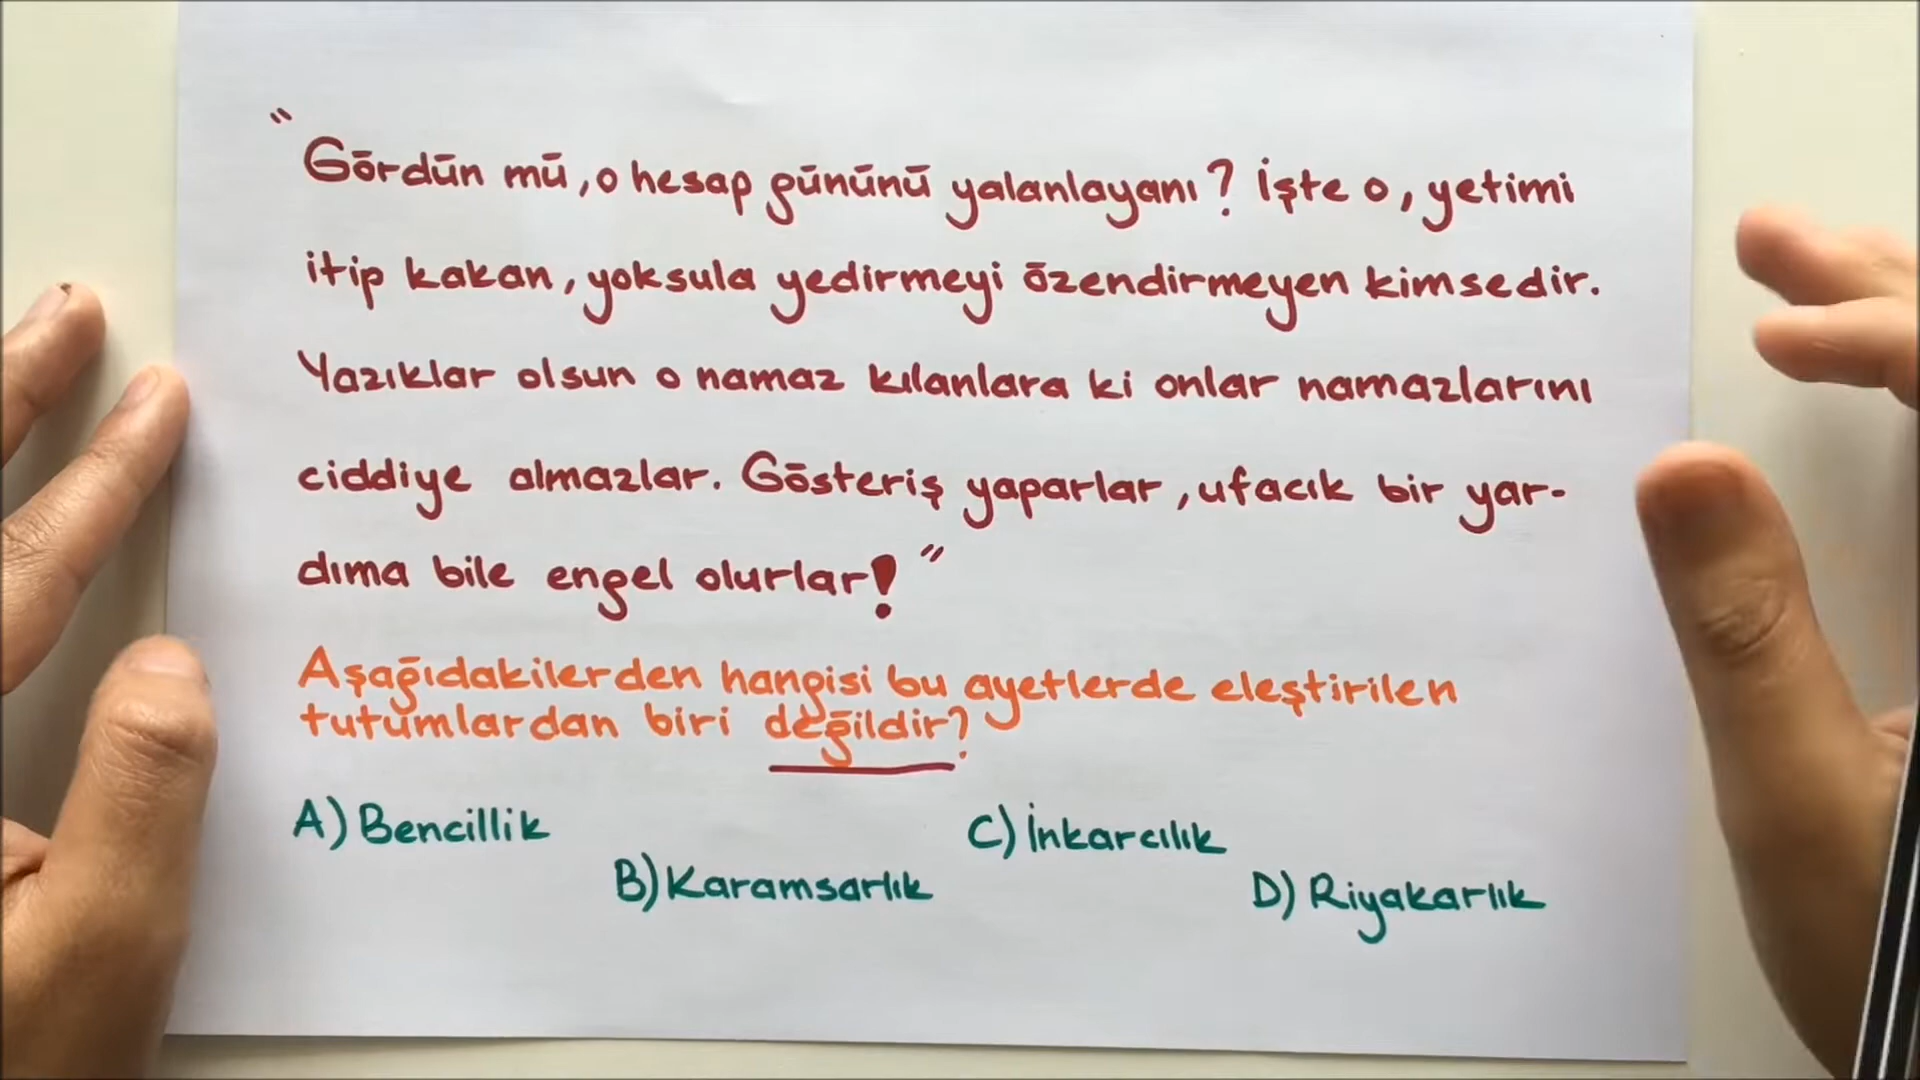 "Gördün mü, o hesap gününü yalanlayanı? İşte o, yetimi
itip kakan, yoksula yedirmeyi özendirmeyen kimsedir.
Yazıklar olsun o namaz kılanlara ki onlar namazlarını
ciddiye almazlar. Gösteriş yaparlar, ufacık bir yar-
dıma bile engel olurlar!"
Aşağıdakilerden hangisi bu ayetlerde eleştirilen
tutumlardan biri değildir?
A) Bencillik
B) Karamsarlık
C) İnkarcılık
D) Riyakarlık